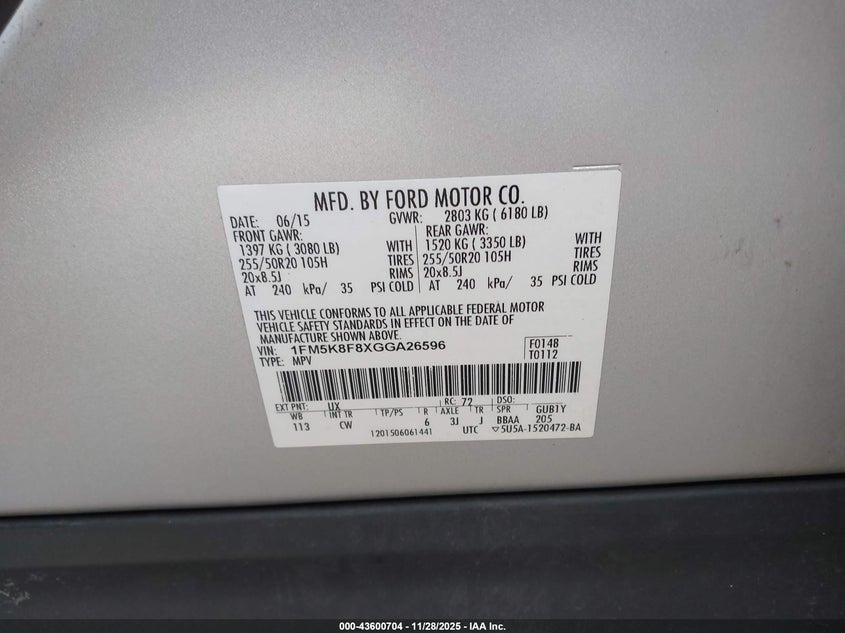 MFD. BY FORD MOTOR CO.
DATE: 06/15 GVWR: 2803 KG ( 6180 LB)
FRONT GAWR: REAR GAWR:
1397 KG ( 3080 LB) WITH 1520 KG ( 3350 LB) WITH
255/50R20 105H TIRES 255/50R20 105H TIRES
20x8.5J RIMS 20x8.5J RIMS
AT 240 kPa/ 35 PSI COLD AT 240 kPa/ 35 PSI COLD
THIS VEHICLE CONFORMS TO ALL APPLICABLE FEDERAL MOTOR
VEHICLE SAFETY STANDARDS IN EFFECT ON THE DATE OF
MANUFACTURE SHOWN ABOVE.
VIN: 1FM5K8F8XGGA26596 F0148
TYPE: MPV T0112
EXT PNT: UX RC: 72 DSO:
WB INT TR TP/PS R AXLE TR SPR GUB1Y
113 CW 6 3J J BBAA 205
1201506061441 UTC ▽5U5A-1520472-BA
000-43600704 | 11/28/2025 - IAA Inc.